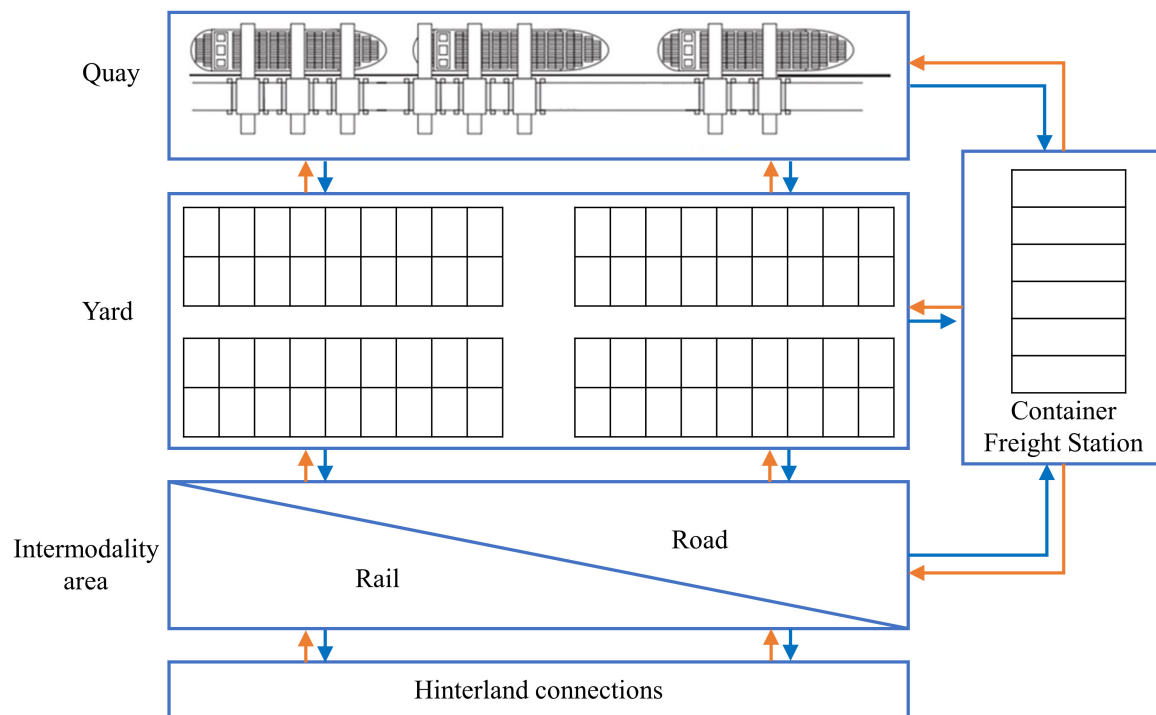 Quay
Yard
Container
Freight Station
Intermodality
area
Road
Rail
Hinterland connections